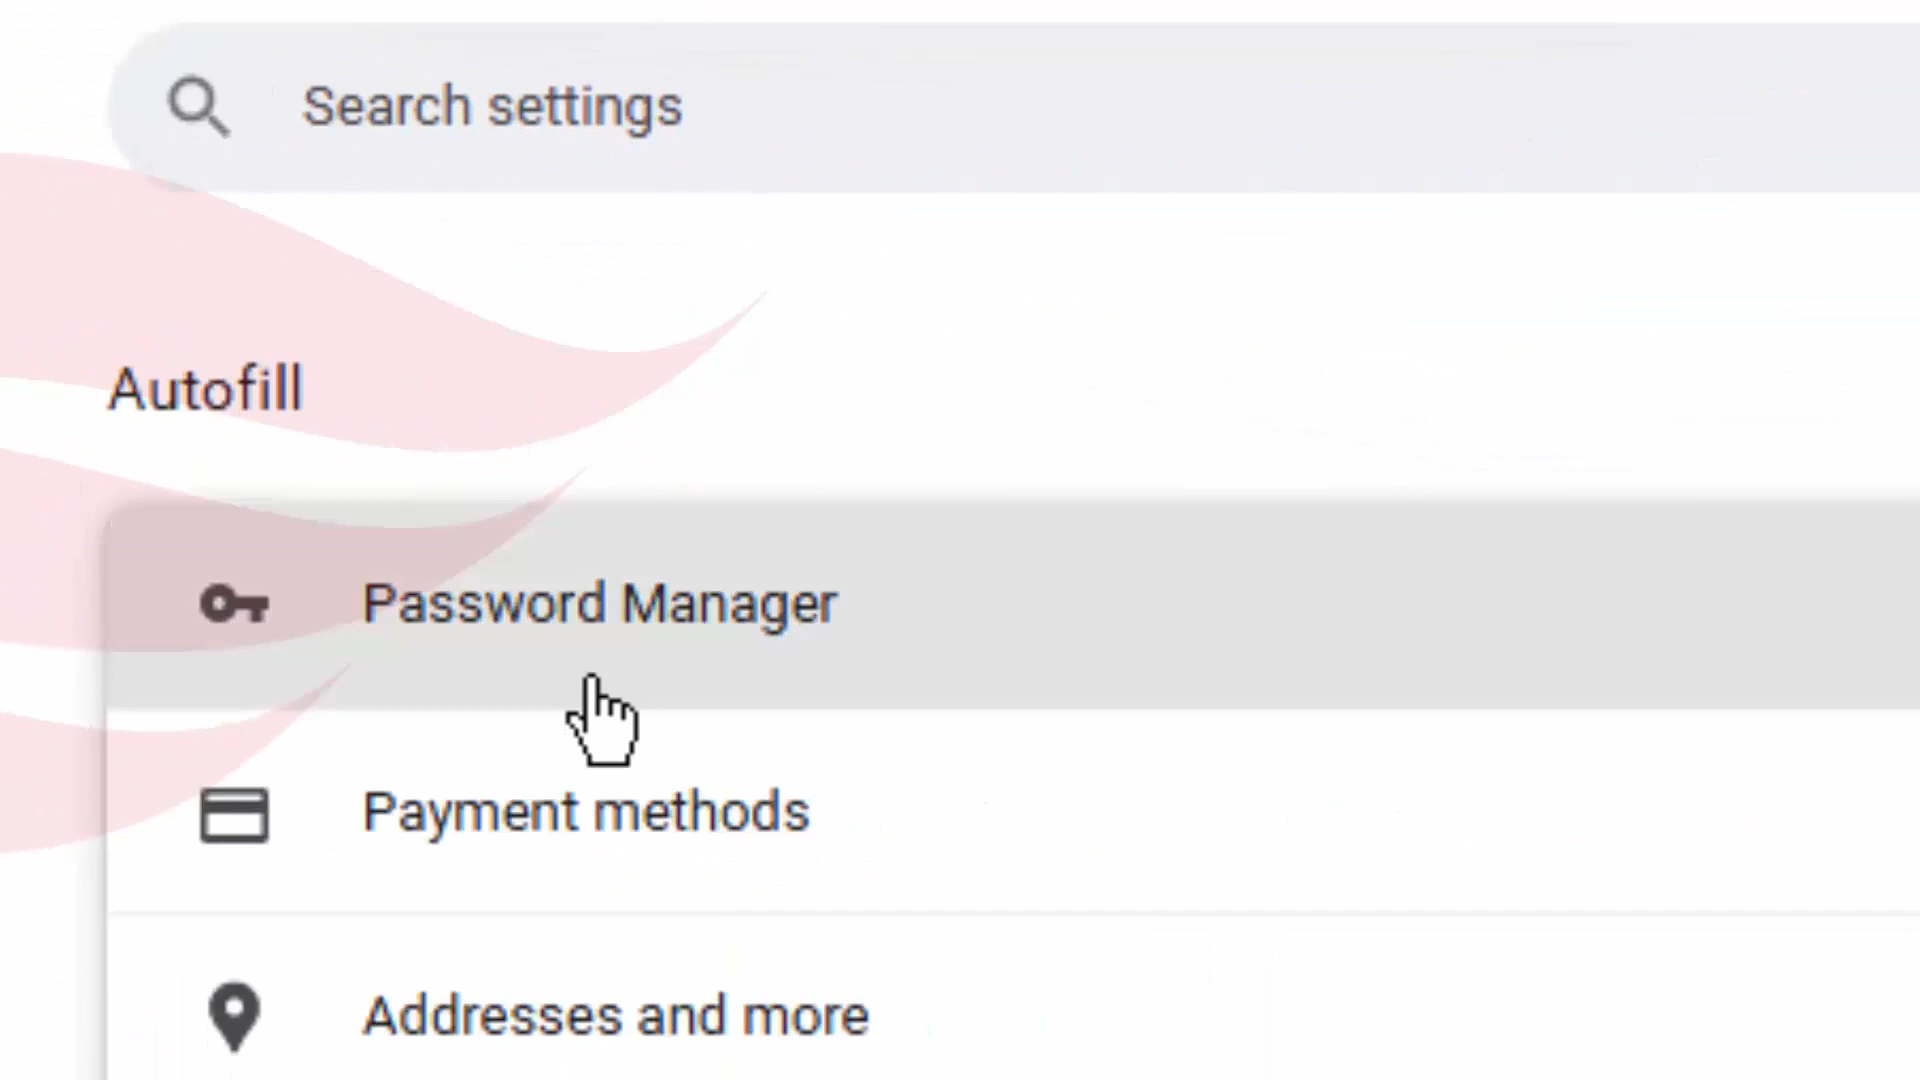 Search settings
Autofill
Password Manager
Payment methods
Addresses and more